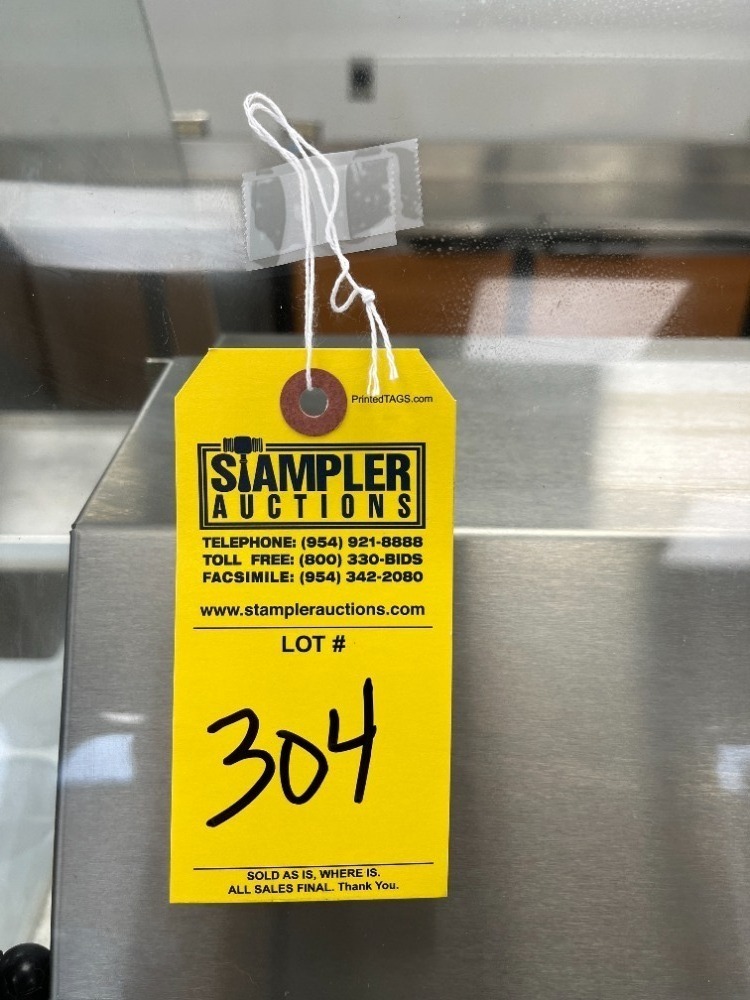 PrintedTAGS.com
STAMPLER
AUCTIONS
TELEPHONE: (954) 921-8888
TOLL FREE: (800) 330-BIDS
FACSIMILE: (954) 342-2080
www.stamplerauctions.com
LOT #
304
SOLD AS IS, WHERE IS.
ALL SALES FINAL. Thank You.